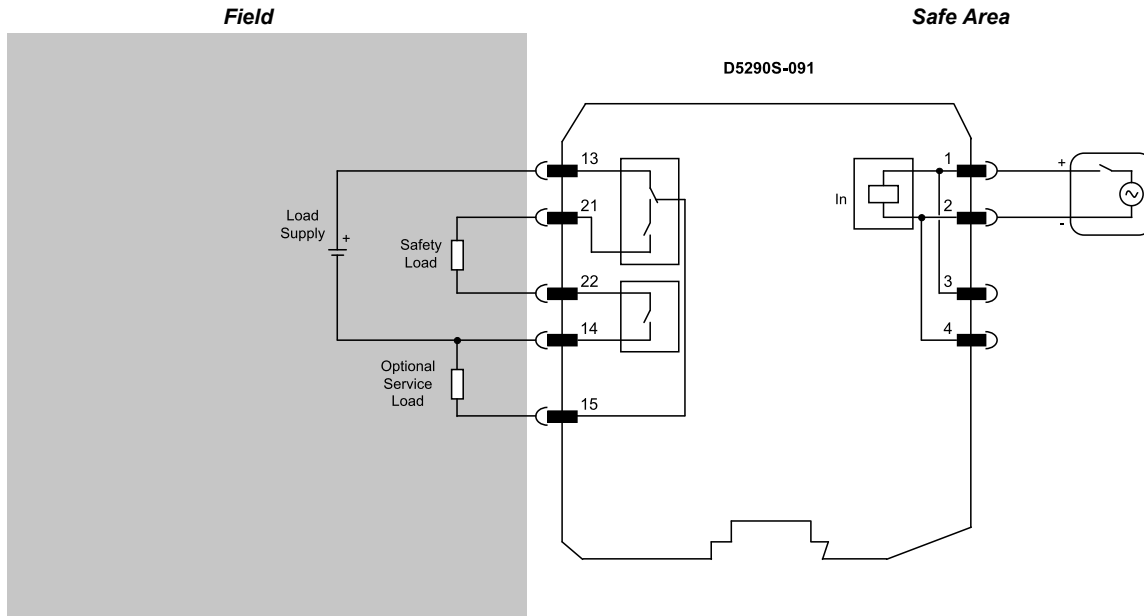 Field
Safe Area
D5290S-091
13
21
22
14
15
Load
Supply
+
Safety
Load
Optional
Service
Load
In
1
2
3
4
+
-